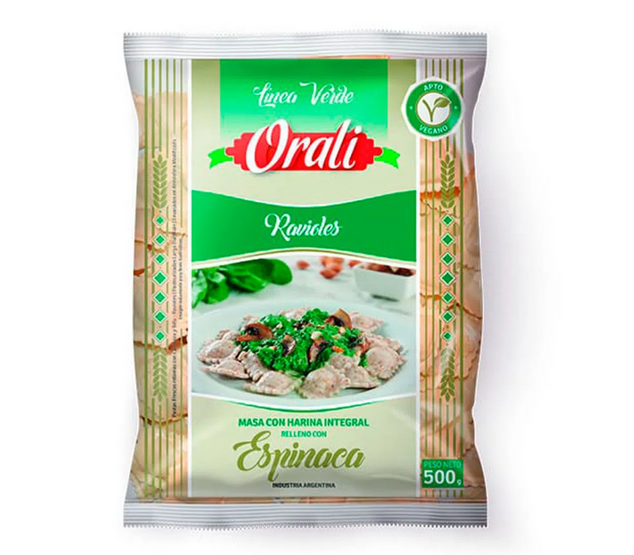 Línea Verde
APTO
VEGANO
Orali
Ravioles
MASA CON HARINA INTEGRAL
RELLENO CON
Espinaca
INDUSTRIA ARGENTINA
PESO NETO
500g